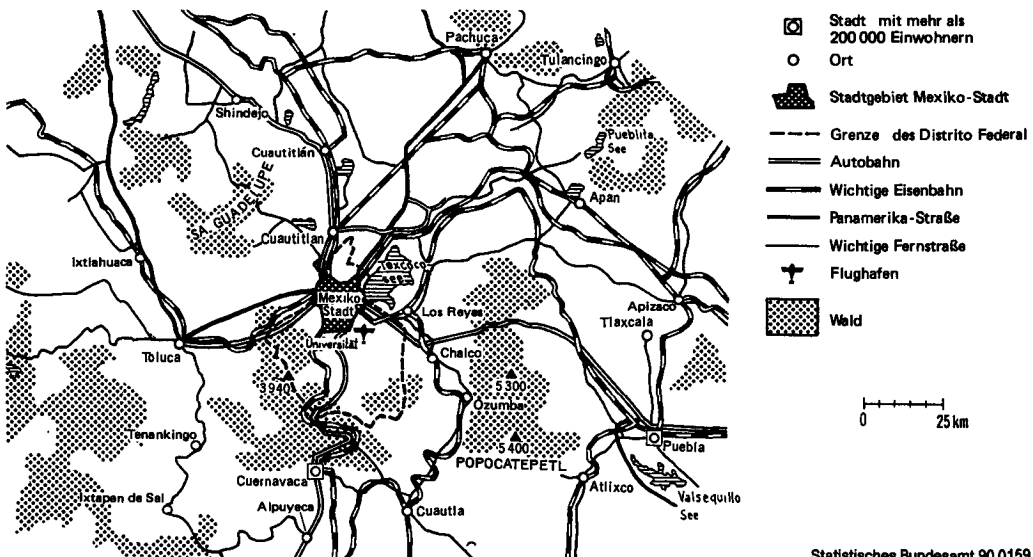 Pachuca
Tulancingo
Shindejo
Pueblita
See
Cuautitlán
SA GUADELUPE
Apan
Cuautitlán
Texcoco
see
Ixtlahuaca
Mexiko
Stadt
Los Reyes
Apizaco
Tlaxcala
Universität
Toluca
Chalco
3940
5300
Ozumba
Tenankingo
5400
Puebla
POPOCATEPETL
Cuernavaca
Atlixco
Valsequillo
See
Ixtapan de Sal
Alpuyeca
Cuautla
Stadt mit mehr als
200 000 Einwohnern
Ort
Stadtgebiet Mexiko-Stadt
Grenze des Distrito Federal
Autobahn
Wichtige Eisenbahn
Panamerika-Straße
Wichtige Fernstraße
Flughafen
Wald
0 25 km
Statistisches Bundesamt 90 0159